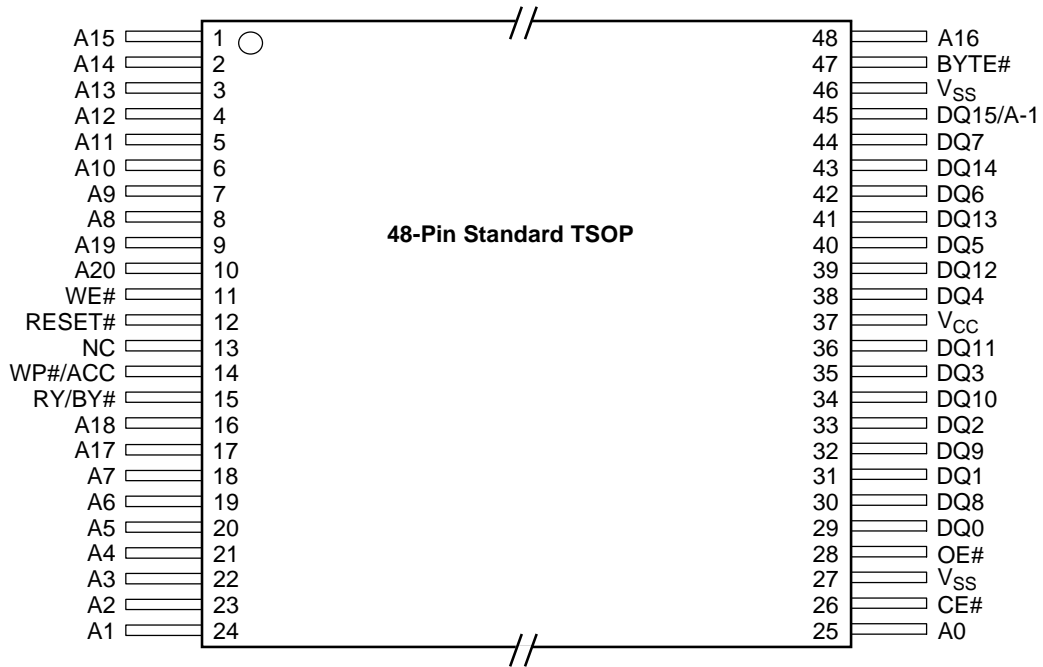 A15 1 48 A16
A14 2 47 BYTE#
A13 3 46 VSS
A12 4 45 DQ15/A-1
A11 5 44 DQ7
A10 6 43 DQ14
A9 7 42 DQ6
A8 8 41 DQ13
48-Pin Standard TSOP
A19 9 40 DQ5
A20 10 39 DQ12
WE# 11 38 DQ4
RESET# 12 37 VCC
NC 13 36 DQ11
WP#/ACC 14 35 DQ3
RY/BY# 15 34 DQ10
A18 16 33 DQ2
A17 17 32 DQ9
A7 18 31 DQ1
A6 19 30 DQ8
A5 20 29 DQ0
A4 21 28 OE#
A3 22 27 VSS
A2 23 26 CE#
A1 24 25 A0